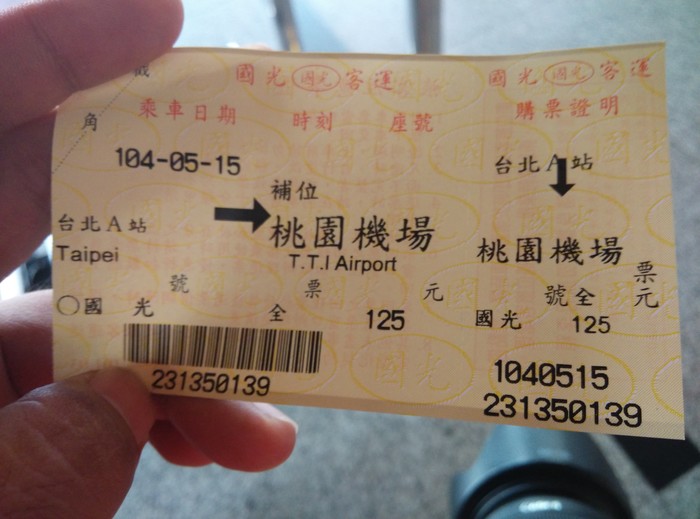 截
角
國光 國光 客運
乘車日期 時刻 座號
104-05-15
補位
台北A站
Taipei
桃園機場
T.T.I Airport
號 票 元
國光 全 125
231350139
國光 國光 客運
購票證明
台北A站
桃園機場
號 票
國光 全 125 元
1040515
231350139